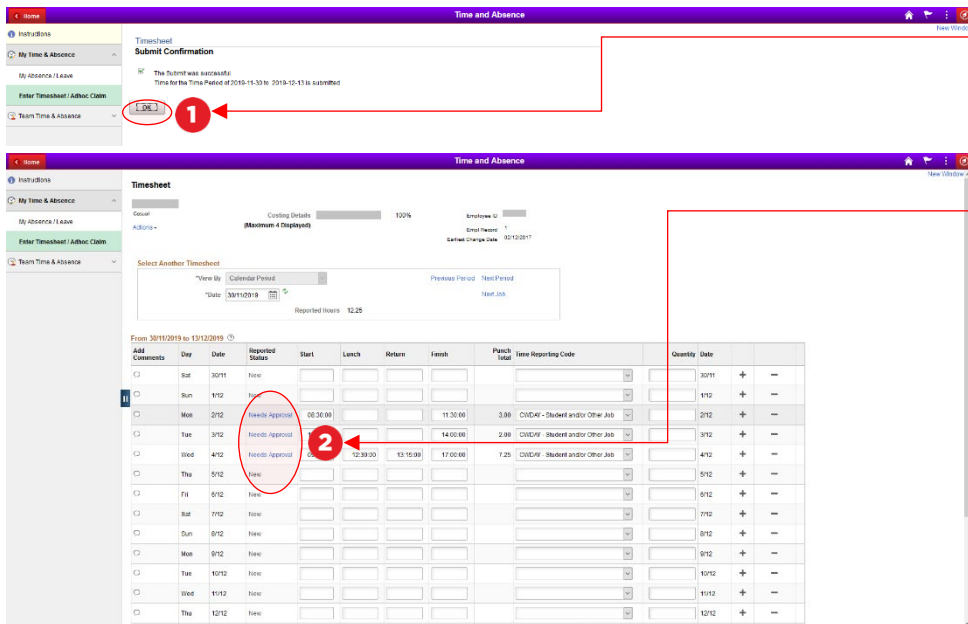 Home
Time and Absence
New Window
Instructions
My Time & Absence
My Absence / Leave
Enter Timesheet / Adhoc Claim
Team Time & Absence
Timesheet
Submit Confirmation
The Submit was successful.
Time for the Time Period of 2019-11-30 to 2019-12-13 is submitted
OK
1
Home
Time and Absence
New Window
Instructions
My Time & Absence
My Absence / Leave
Enter Timesheet / Adhoc Claim
Team Time & Absence
Timesheet
Casual
Actions
Costing Details 100%
(Maximum 4 Displayed)
Employee ID
Empl Record 1
Earliest Change Date 02/12/2017
Select Another Timesheet
*View By Calendar Period
Previous Period Next Period
*Date 30/11/2019
Next Job
Reported Hours 12.25
From 30/11/2019 to 13/12/2019
Add Comments Day Date Reported Status Start Lunch Return Finish Punch Total Time Reporting Code Quantity Date
Sat 30/11 New 30/11 + −
Sun 1/12 New 1/12 + −
Mon 2/12 Needs Approval 08:30:00 11:30:00 3.00 CWDAY - Student and/or Other Job 2/12 + −
Tue 3/12 Needs Approval 14:00:00 2.00 CWDAY - Student and/or Other Job 3/12 + −
2
Wed 4/12 Needs Approval 12:30:00 13:15:00 17:00:00 7.25 CWDAY - Student and/or Other Job 4/12 + −
Thu 5/12 New 5/12 + −
Fri 6/12 New 6/12 + −
Sat 7/12 New 7/12 + −
Sun 8/12 New 8/12 + −
Mon 9/12 New 9/12 + −
Tue 10/12 New 10/12 + −
Wed 11/12 New 11/12 + −
Thu 12/12 New 12/12 + −